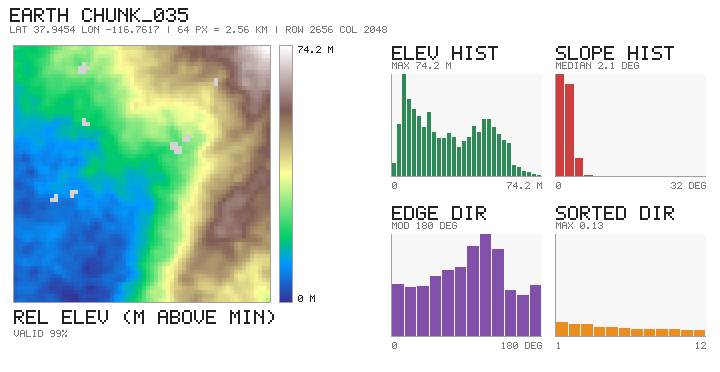 EARTH CHUNK_035
LAT 37.9454 LON -116.7617 | 64 PX = 2.56 KM | ROW 2656 COL 2048
74.2 M
0 M
REL ELEV (M ABOVE MIN)
VALID 99%
ELEV HIST
MAX 74.2 M
0 74.2 M
SLOPE HIST
MEDIAN 2.1 DEG
0 32 DEG
EDGE DIR
MOD 180 DEG
0 180 DEG
SORTED DIR
MAX 0.13
1 12